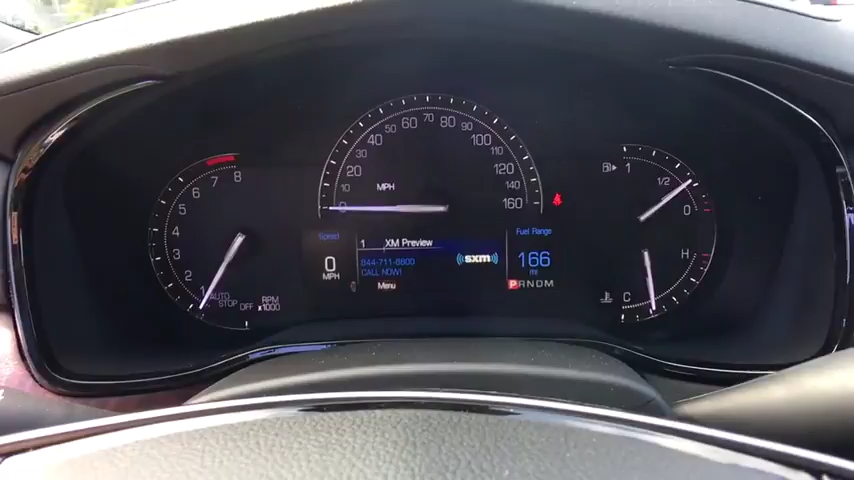 8
7
6
5
4
3
2
1
AUTO
STOP OFF
RPM
x1000
0
10
20
30
40
50
60
70
80
90
100
110
120
140
160
MPH
Speed
0
MPH
1 XM Preview
844-711-8800
CALL NOW!
Menu
sxm
Fuel Range
166
mi
PRNDM
1
1/2
0
H
C